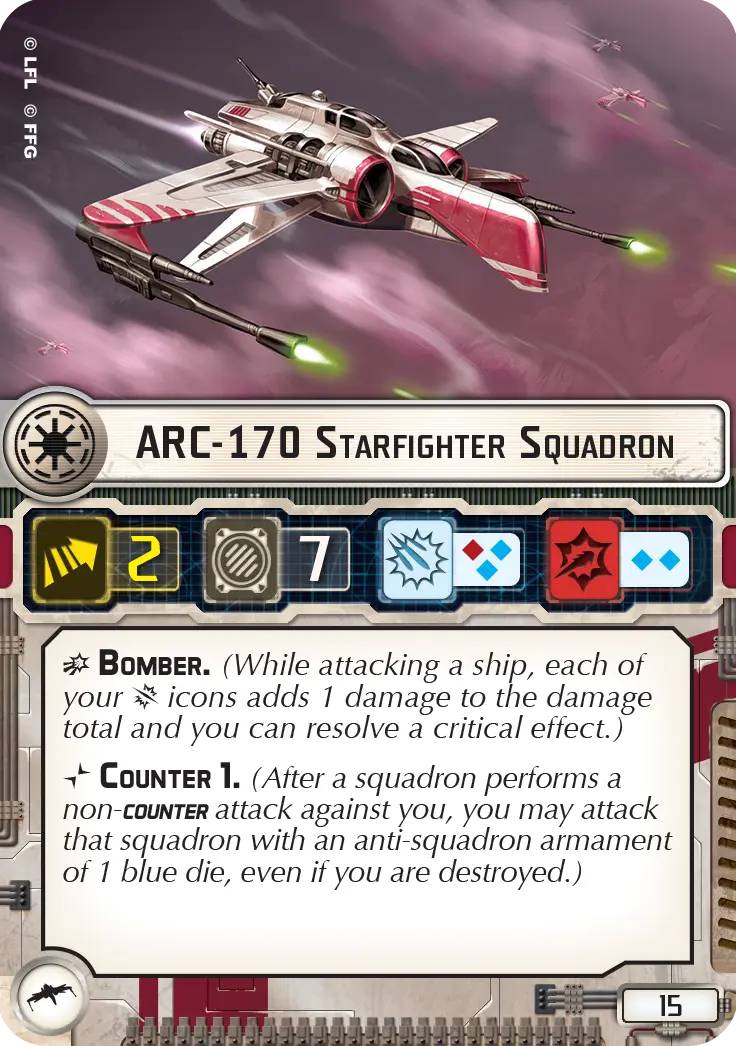 © LFL © FFG
ARC-170 Starfighter Squadron
2 7
Bomber. (While attacking a ship, each of
your icons adds 1 damage to the damage
total and you can resolve a critical effect.)
Counter 1. (After a squadron performs a
non-counter attack against you, you may attack
that squadron with an anti-squadron armament
of 1 blue die, even if you are destroyed.)
15